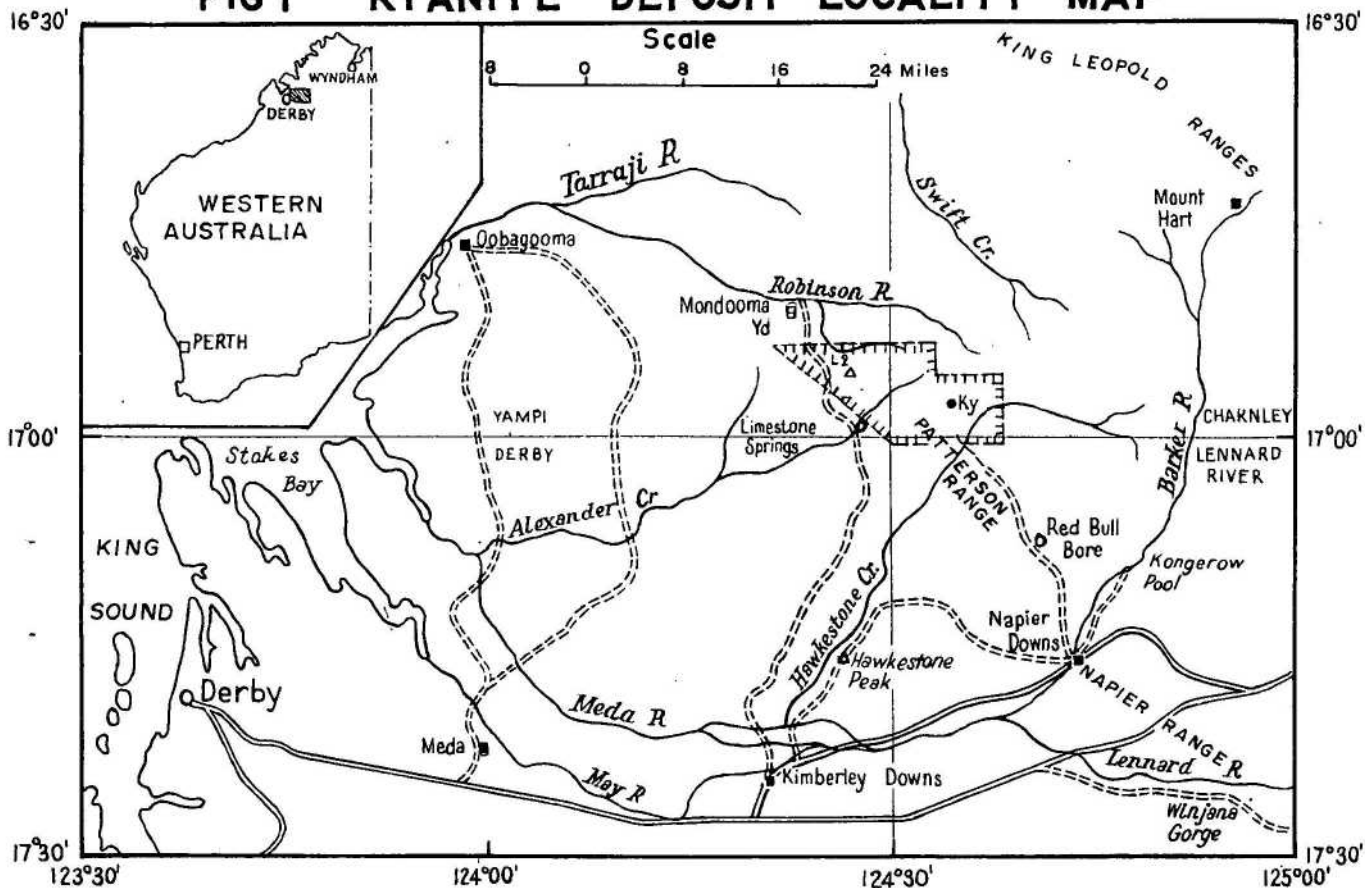 FIG 1 KYANITE DEPOSIT LOCALITY MAP
16°30'
16°30'
Scale
8 0 8 16 24 Miles
KING LEOPOLD
RANGES
WYNDHAM
DERBY
WESTERN
AUSTRALIA
PERTH
Tarraji R
Swift Cr.
Mount
Hart
Oobagooma
Robinson R
Mondooma
Yd
L2
Ky
Barker R
CHARNLEY
LENNARD
RIVER
YAMPI
DERBY
Limestone
Springs
17°00'
17°00'
Stokes
Bay
PATTERSON
RANGE
Alexander Cr
KING
SOUND
Red Bull
Bore
Kongerow
Pool
Hawkestone Cr.
Napier
Downs
Hawkestone
Peak
Derby
NAPIER RANGE
Meda R
Meda
May R
Kimberley Downs
Lennard R
Winjana
Gorge
17°30'
17°30'
123°30'
124°00'
124°30'
125°00'